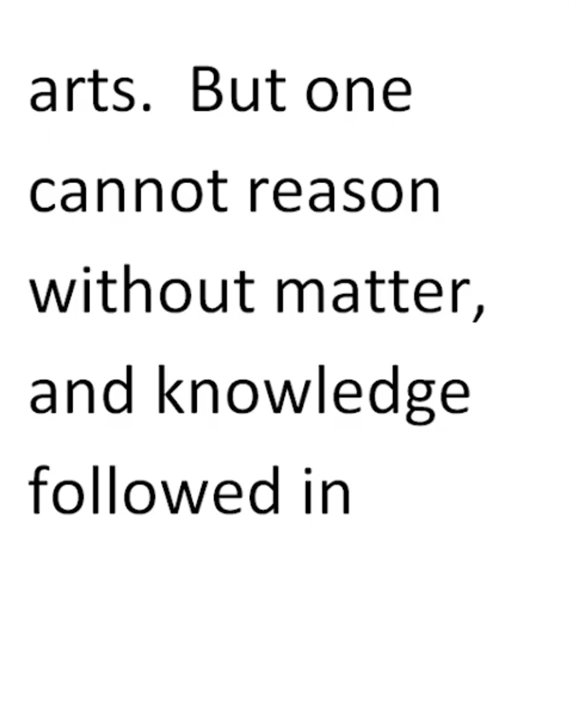 arts.  But one
cannot reason
without matter,
and knowledge
followed in